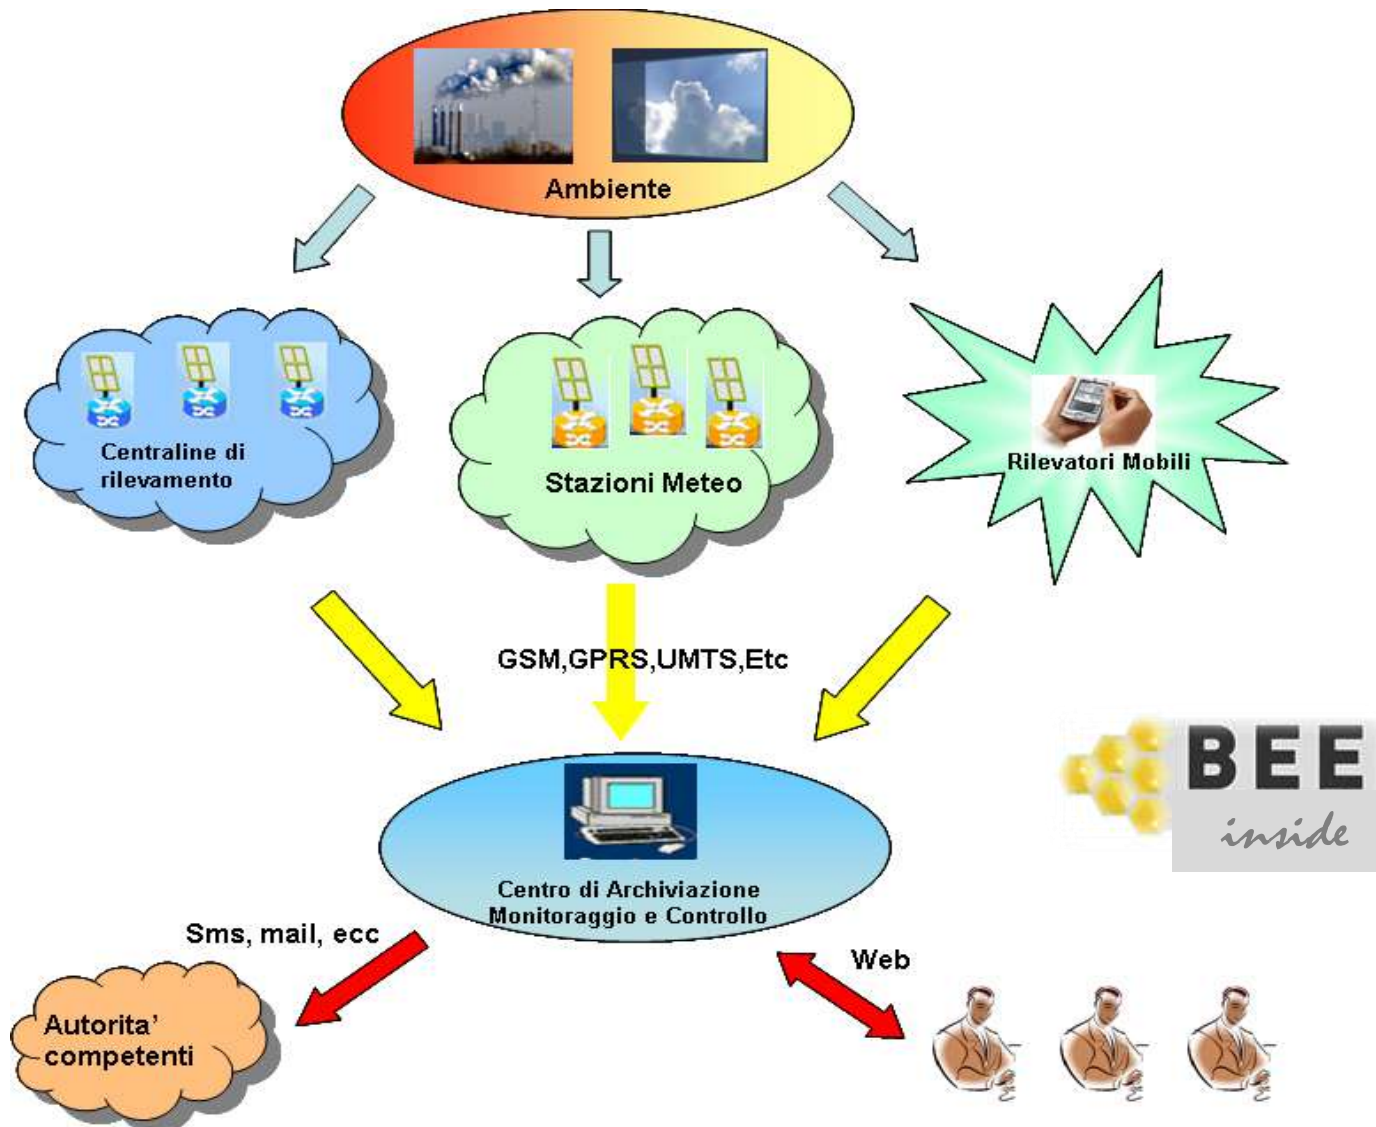 Ambiente
Centraline di
rilevamento
Stazioni Meteo
Rilevatori Mobili
GSM,GPRS,UMTS,Etc
BEE
inside
Centro di Archiviazione
Monitoraggio e Controllo
Sms, mail, ecc
Web
Autorita’
competenti